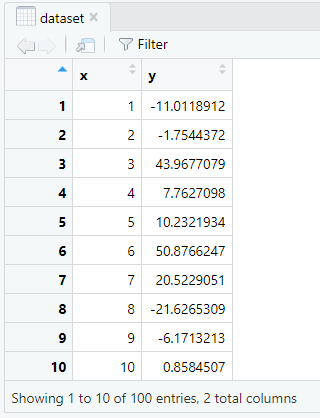 dataset
Filter
x y
1 1 -11.0118912
2 2 -1.7544372
3 3 43.9677079
4 4 7.7627098
5 5 10.2321934
6 6 50.8766247
7 7 20.5229051
8 8 -21.6265309
9 9 -6.1713213
10 10 0.8584507
Showing 1 to 10 of 100 entries, 2 total columns